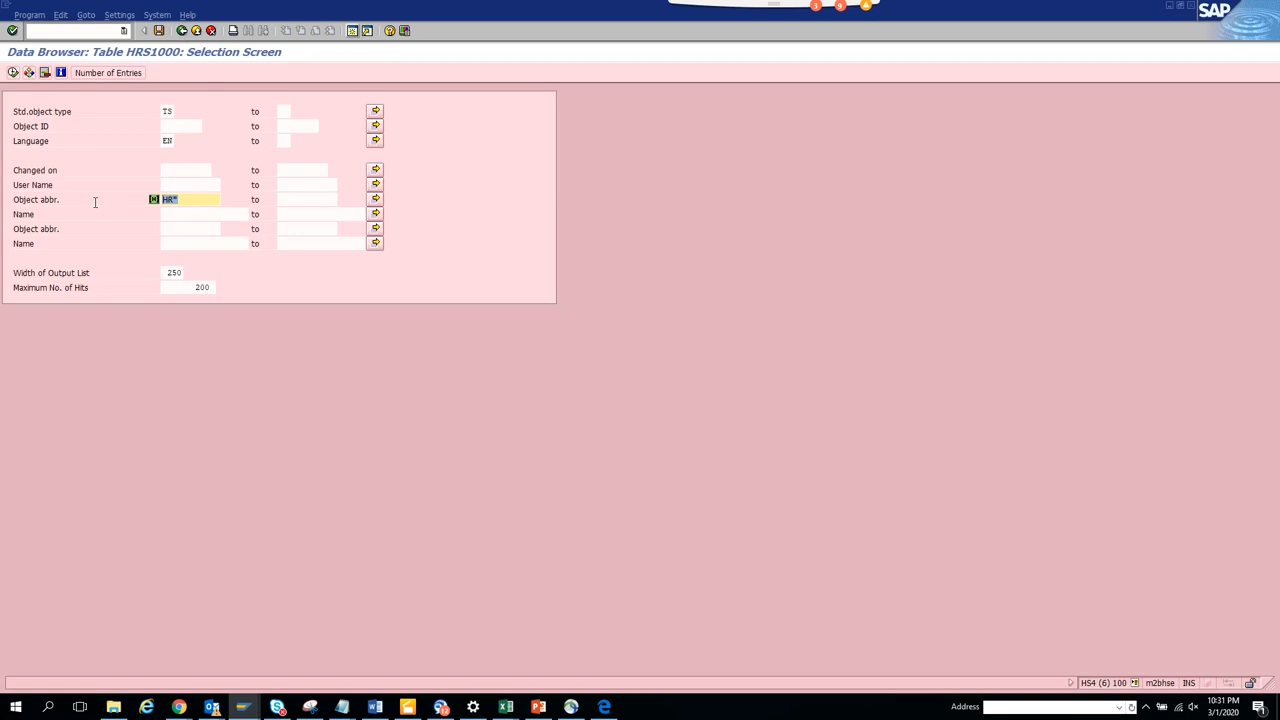 3 9
Program Edit Goto Settings System Help
SAP
Data Browser: Table HRS1000: Selection Screen
Number of Entries
Std.object type TS to
Object ID to
Language EN to
Changed on to
User Name to
Object abbr. HR* to
Name to
Object abbr. to
Name to
Width of Output List 250
Maximum No. of Hits 200
HS4 (6) 100 m2bhse INS
Address 10:31 PM
3/1/2020